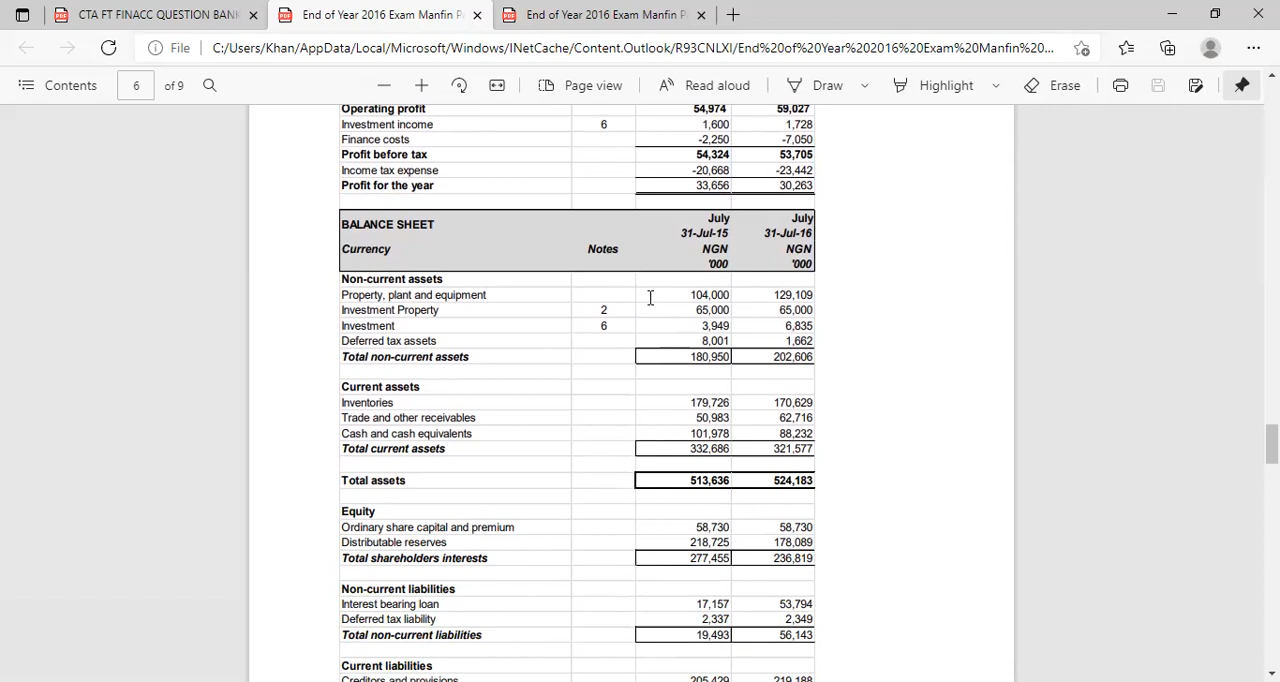 CTA FT FINACC QUESTION BANK
End of Year 2016 Exam Manfin P
End of Year 2016 Exam Manfin P
File C:/Users/Khan/AppData/Local/Microsoft/Windows/INetCache/Content.Outlook/R93CNLXI/End%20of%20Year%202016%20Exam%20Manfin%20...
Contents 6 of 9 Page view Read aloud Draw Highlight Erase
Operating profit 54,974 59,027
Investment income 6 1,600 1,728
Finance costs -2,250 -7,050
Profit before tax 54,324 53,705
Income tax expense -20,668 -23,442
Profit for the year 33,656 30,263
July July
BALANCE SHEET 31-Jul-15 31-Jul-16
Currency Notes NGN NGN
'000 '000
Non-current assets
Property, plant and equipment 104,000 129,109
Investment Property 2 65,000 65,000
Investment 6 3,949 6,835
Deferred tax assets 8,001 1,662
Total non-current assets 180,950 202,606
Current assets
Inventories 179,726 170,629
Trade and other receivables 50,983 62,716
Cash and cash equivalents 101,978 88,232
Total current assets 332,686 321,577
Total assets 513,636 524,183
Equity
Ordinary share capital and premium 58,730 58,730
Distributable reserves 218,725 178,089
Total shareholders interests 277,455 236,819
Non-current liabilities
Interest bearing loan 17,157 53,794
Deferred tax liability 2,337 2,349
Total non-current liabilities 19,493 56,143
Current liabilities
Creditors and provisions 205,429 219,188